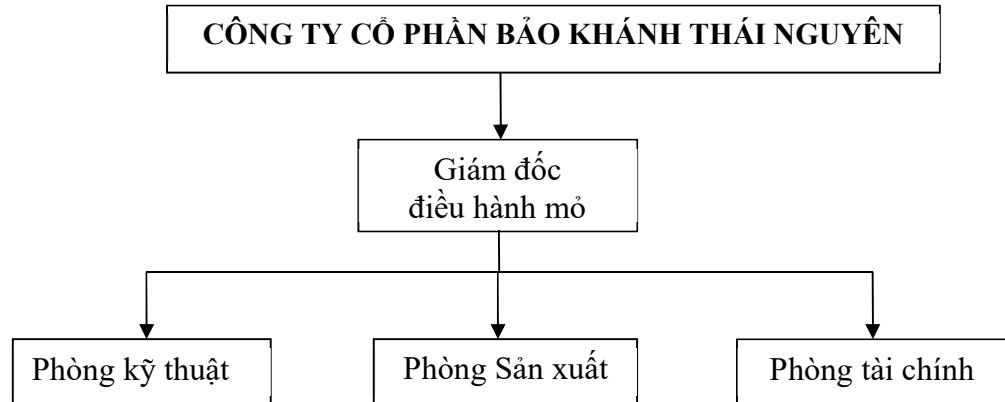 CÔNG TY CỔ PHẦN BẢO KHÁNH THÁI NGUYÊN
Giám đốc
điều hành mỏ
Phòng kỹ thuật
Phòng Sản xuất
Phòng tài chính